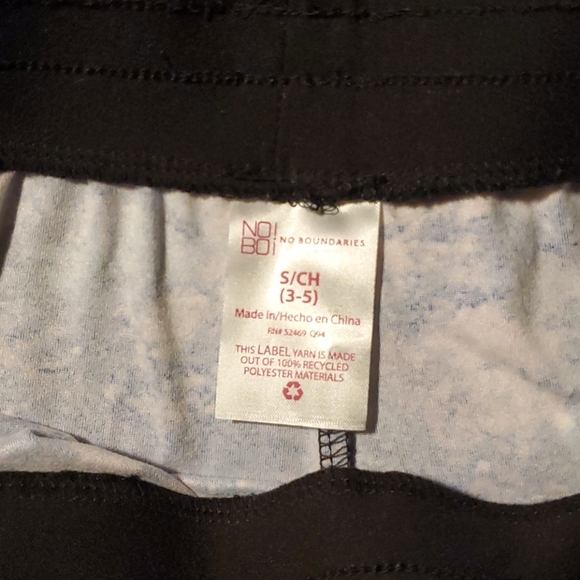 NO!
BO!
NO BOUNDARIES
S/CH
(3-5)
Made in/Hecho en China
RN# 52469 Q94
THIS LABEL YARN IS MADE
OUT OF 100% RECYCLED
POLYESTER MATERIALS